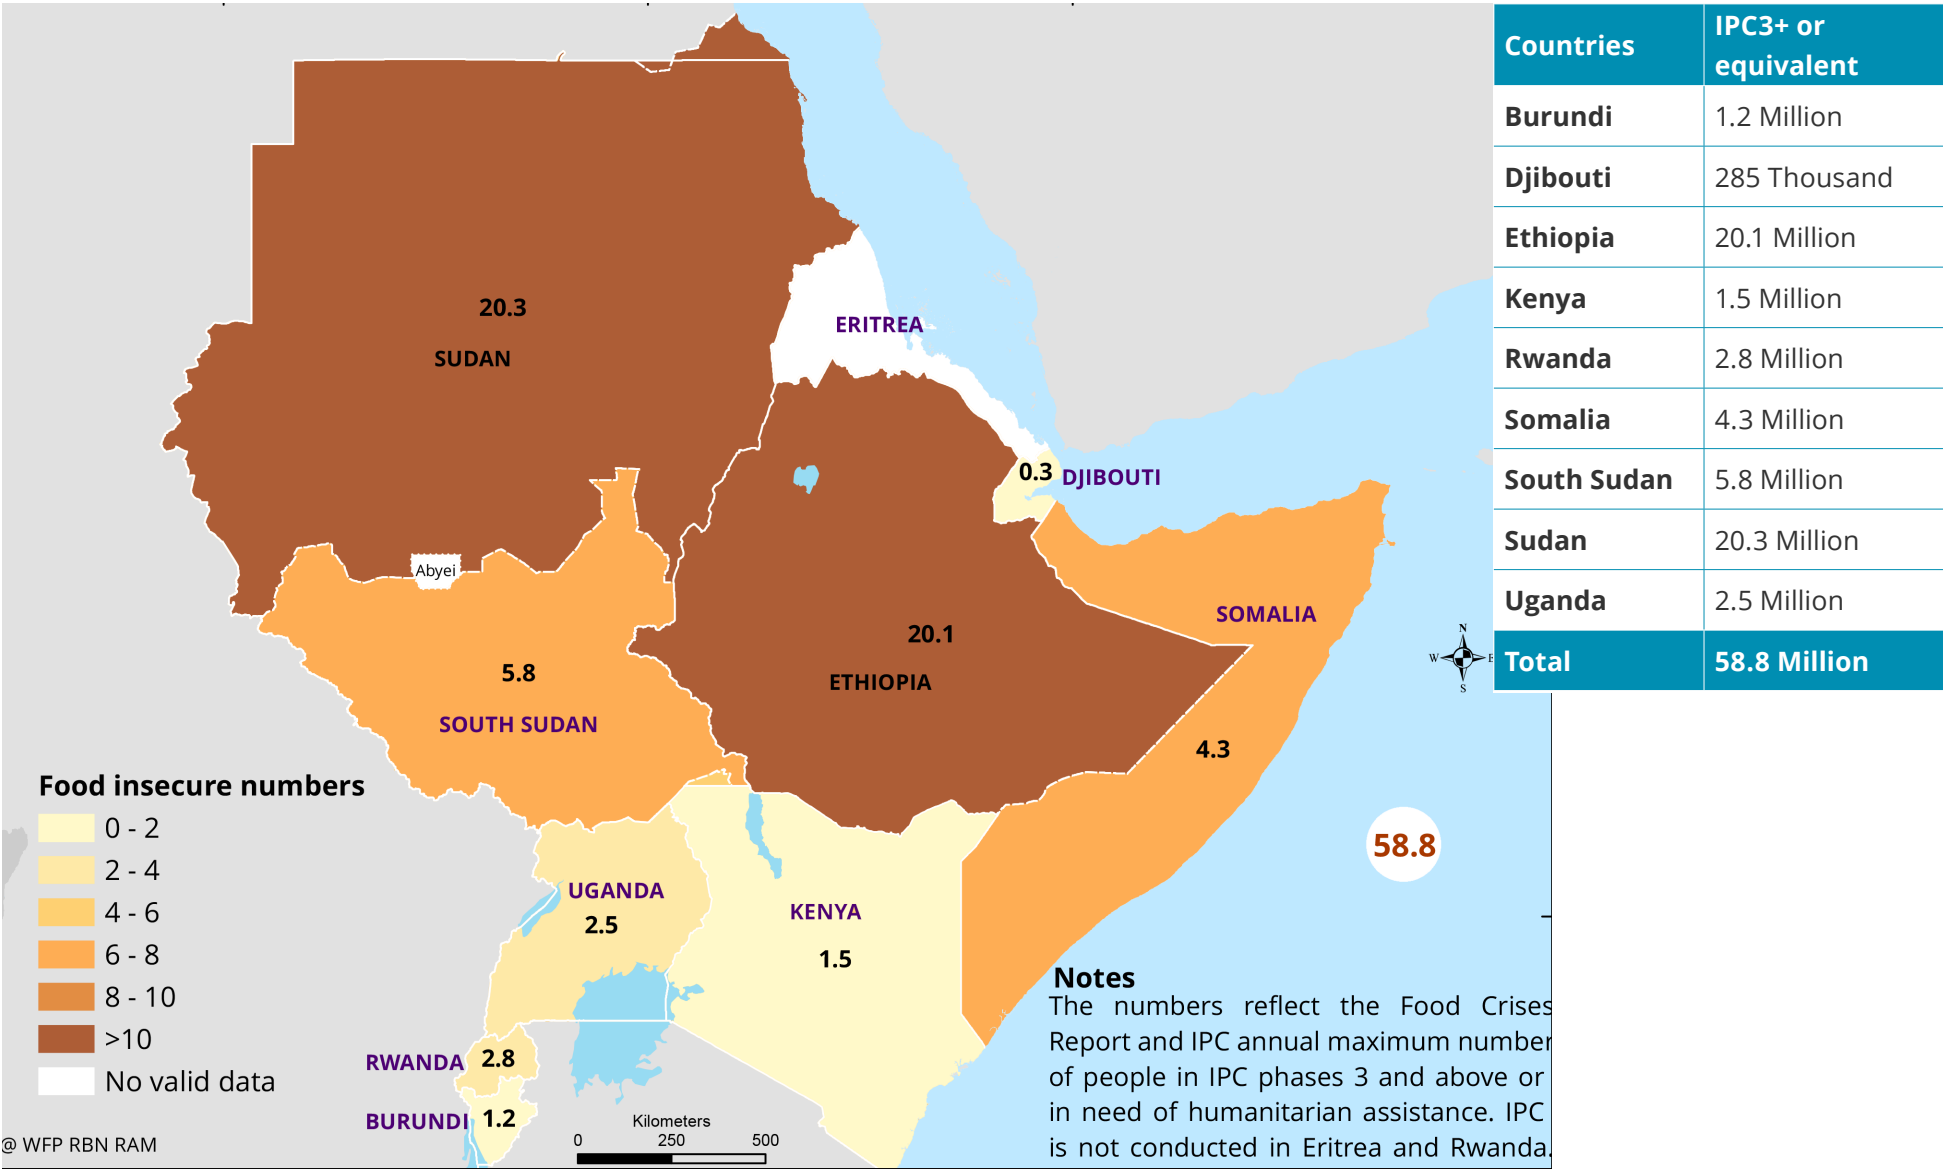 20.3
SUDAN
ERITREA
0.3
DJIBOUTI
Abyei
SOMALIA
20.1
ETHIOPIA
5.8
SOUTH SUDAN
4.3
UGANDA
2.5
KENYA
1.5
RWANDA
2.8
BURUNDI
1.2
58.8
N
W E
S
Food insecure numbers
0 - 2
2 - 4
4 - 6
6 - 8
8 - 10
>10
No valid data
@ WFP RBN RAM
Kilometers
0 250 500
Notes
The numbers reflect the Food Crises
Report and IPC annual maximum number
of people in IPC phases 3 and above or
in need of humanitarian assistance. IPC
is not conducted in Eritrea and Rwanda.
Countries IPC3+ or equivalent
Burundi 1.2 Million
Djibouti 285 Thousand
Ethiopia 20.1 Million
Kenya 1.5 Million
Rwanda 2.8 Million
Somalia 4.3 Million
South Sudan 5.8 Million
Sudan 20.3 Million
Uganda 2.5 Million
Total 58.8 Million